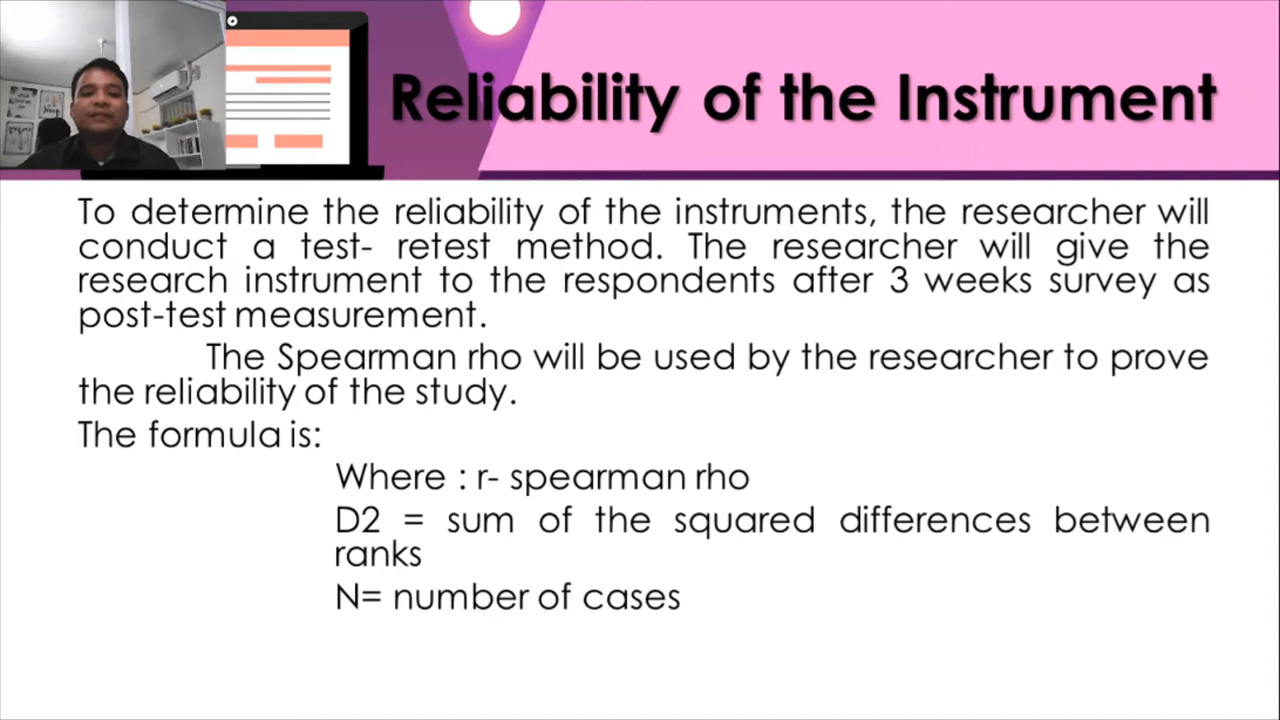 Reliability of the Instrument
To determine the reliability of the instruments, the researcher will
conduct a test- retest method. The researcher will give the
research instrument to the respondents after 3 weeks survey as
post-test measurement.
The Spearman rho will be used by the researcher to prove
the reliability of the study.
The formula is:
Where : r- spearman rho
D2 = sum of the squared differences between
ranks
N= number of cases